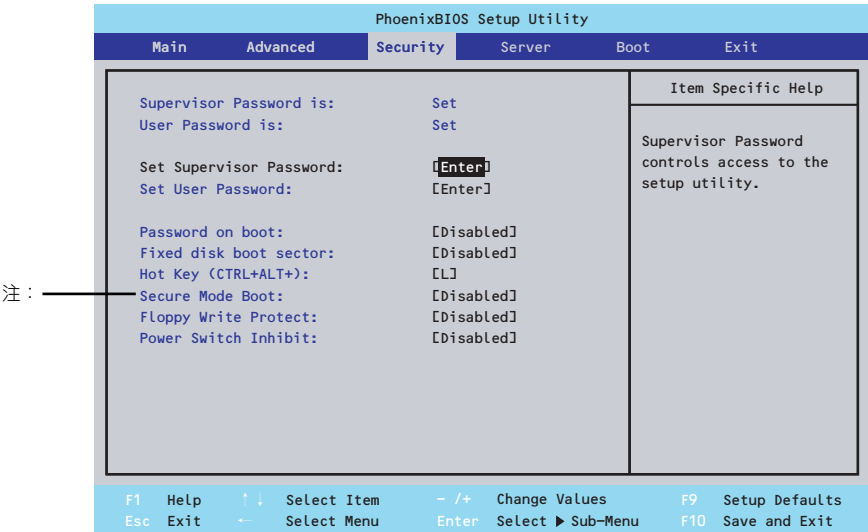 PhoenixBIOS Setup Utility
Main Advanced Security Server Boot Exit
Item Specific Help
Supervisor Password is: Set
User Password is: Set
Supervisor Password
controls access to the
setup utility.
Set Supervisor Password: [Enter]
Set User Password: [Enter]
Password on boot: [Disabled]
Fixed disk boot sector: [Disabled]
Hot Key (CTRL+ALT+): [L]
注: Secure Mode Boot: [Disabled]
Floppy Write Protect: [Disabled]
Power Switch Inhibit: [Disabled]
F1 Help ↑↓ Select Item - /+ Change Values F9 Setup Defaults
Esc Exit ← Select Menu Enter Select ▶ Sub-Menu F10 Save and Exit